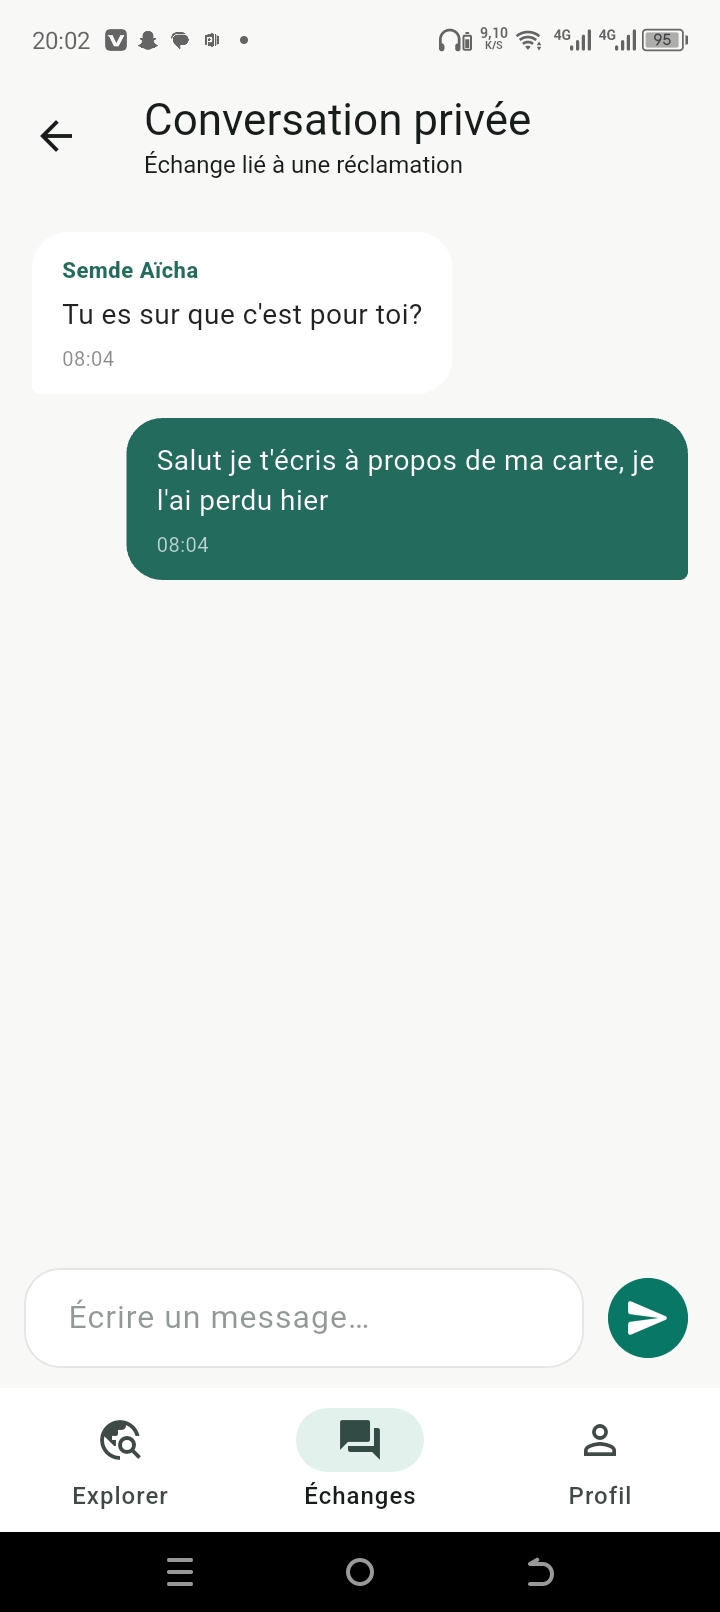 20:02
9,10
K/S
4G
4G
95
Conversation privée
Échange lié à une réclamation
Semde Aïcha
Tu es sur que c'est pour toi?
08:04
Salut je t'écris à propos de ma carte, je
l'ai perdu hier
08:04
Écrire un message…
Explorer
Échanges
Profil